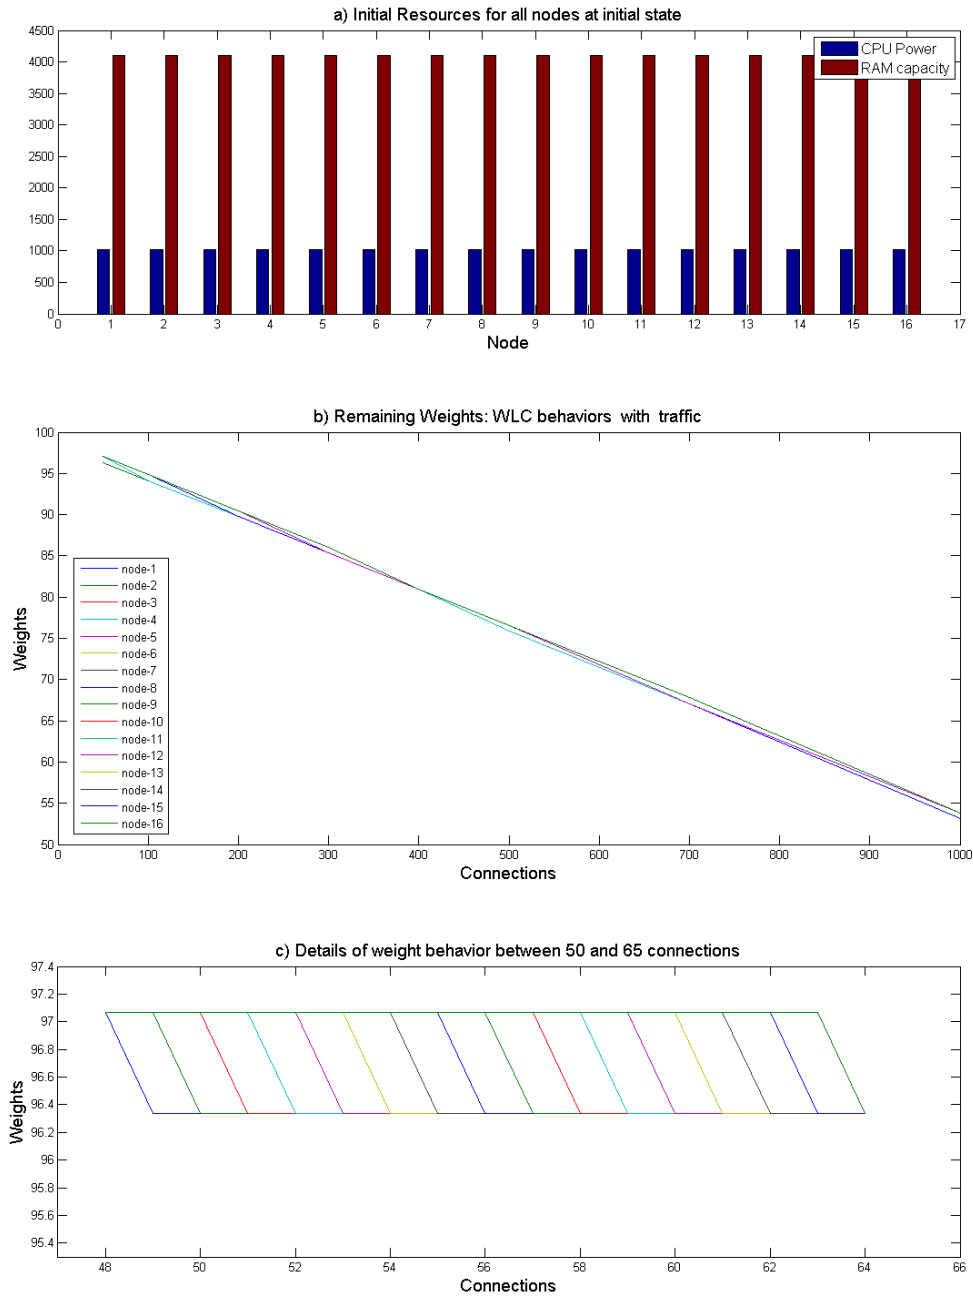 a) Initial Resources for all nodes at initial state
4500
4000
3500
3000
2500
2000
1500
1000
500
0
CPU Power
RAM capacity
0 1 2 3 4 5 6 7 8 9 10 11 12 13 14 15 16 17
Node
b) Remaining Weights: WLC behaviors with traffic
100
95
90
85
80
75
70
65
60
55
50
Weights
node-1
node-2
node-3
node-4
node-5
node-6
node-7
node-8
node-9
node-10
node-11
node-12
node-13
node-14
node-15
node-16
0 100 200 300 400 500 600 700 800 900 1000
Connections
c) Details of weight behavior between 50 and 65 connections
97.4
97.2
97
96.8
96.6
96.4
96.2
96
95.8
95.6
95.4
Weights
48 50 52 54 56 58 60 62 64 66
Connections